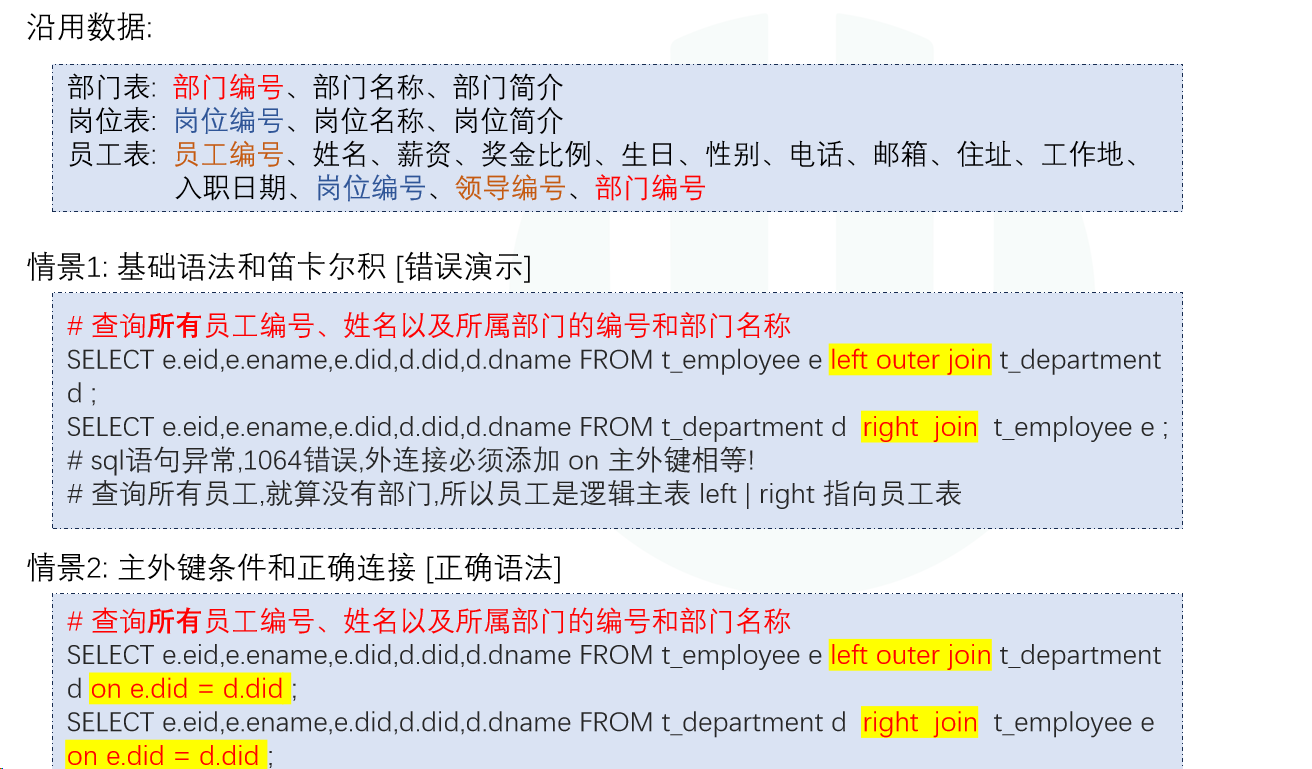 沿用数据:
部门表: 部门编号、部门名称、部门简介
岗位表: 岗位编号、岗位名称、岗位简介
员工表: 员工编号、姓名、薪资、奖金比例、生日、性别、电话、邮箱、住址、工作地、
入职日期、岗位编号、领导编号、部门编号
情景1: 基础语法和笛卡尔积 [错误演示]
# 查询所有员工编号、姓名以及所属部门的编号和部门名称
SELECT e.eid,e.ename,e.did,d.did,d.dname FROM t_employee e left outer join t_department
d ;
SELECT e.eid,e.ename,e.did,d.did,d.dname FROM t_department d right join t_employee e ;
# sql语句异常,1064错误,外连接必须添加 on 主外键相等!
# 查询所有员工,就算没有部门,所以员工是逻辑主表 left | right 指向员工表
情景2: 主外键条件和正确连接 [正确语法]
# 查询所有员工编号、姓名以及所属部门的编号和部门名称
SELECT e.eid,e.ename,e.did,d.did,d.dname FROM t_employee e left outer join t_department
d on e.did = d.did ;
SELECT e.eid,e.ename,e.did,d.did,d.dname FROM t_department d right join t_employee e
on e.did = d.did ;